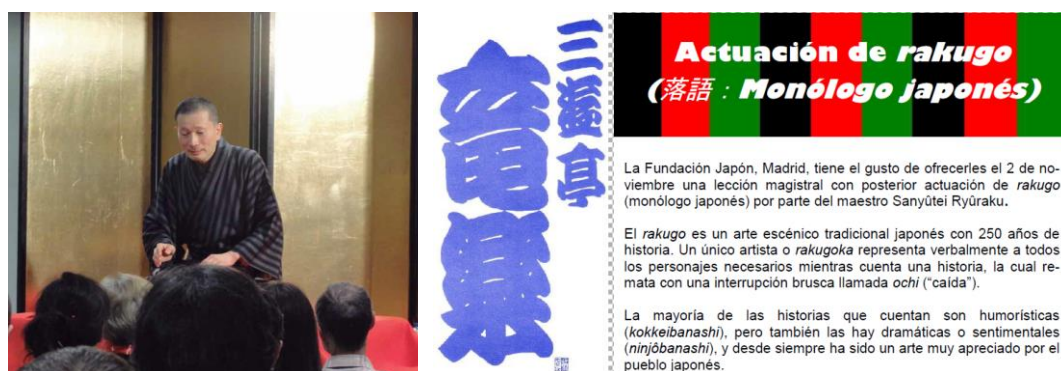 三遊亭
竜楽
Actuación de rakugo
(落語 : Monólogo japonés)
La Fundación Japón, Madrid, tiene el gusto de ofrecerles el 2 de no-
viembre una lección magistral con posterior actuación de rakugo
(monólogo japonés) por parte del maestro Sanyûtei Ryûraku.
El rakugo es un arte escénico tradicional japonés con 250 años de
historia. Un único artista o rakugoka representa verbalmente a todos
los personajes necesarios mientras cuenta una historia, la cual re-
mata con una interrupción brusca llamada ochi (“caída”).
La mayoría de las historias que cuentan son humorísticas
(kokkeibanashi), pero también las hay dramáticas o sentimentales
(ninjôbanashi), y desde siempre ha sido un arte muy apreciado por el
pueblo japonés.